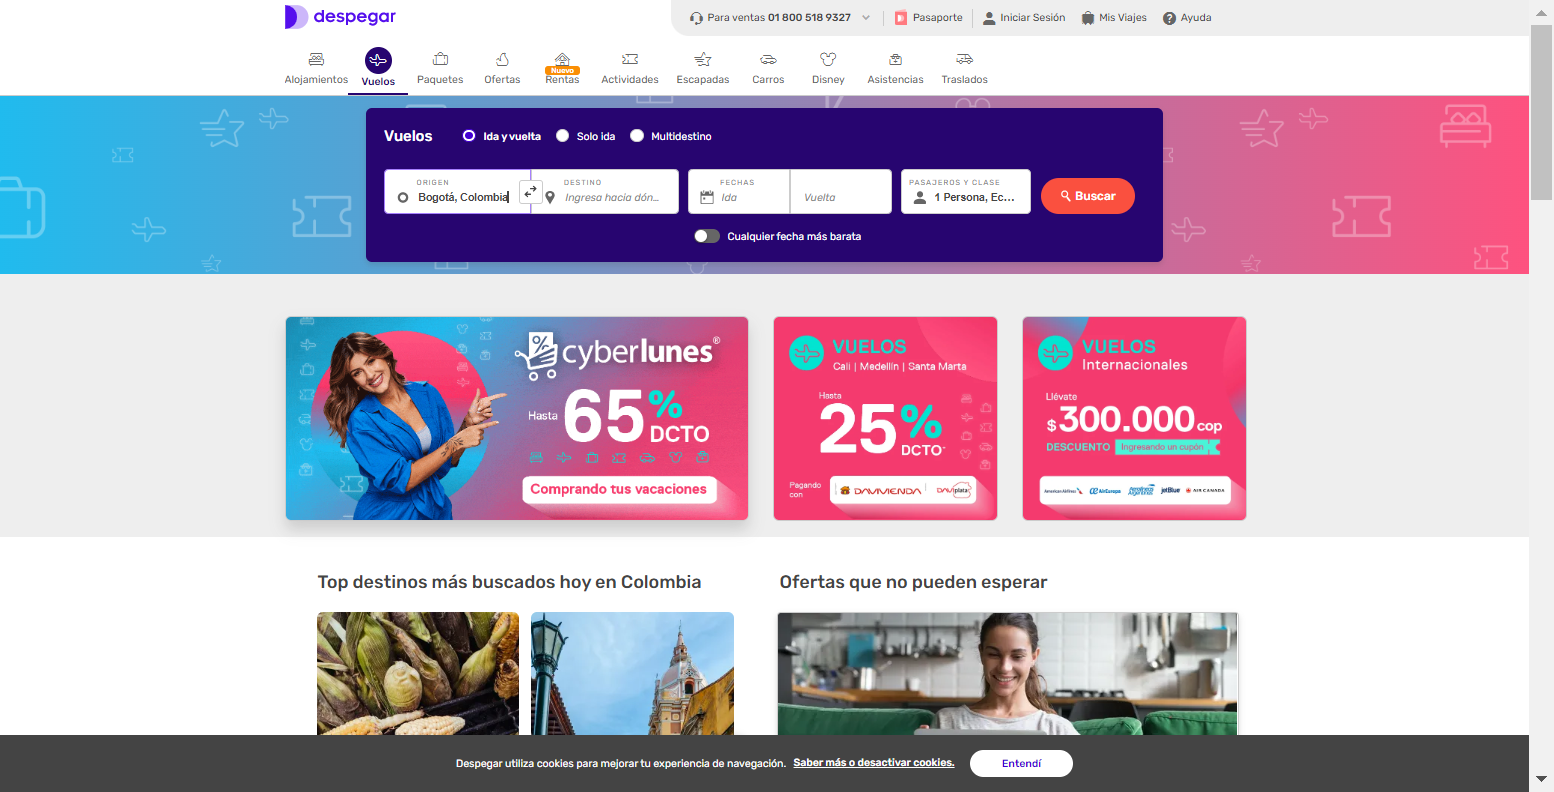 despegar
Para ventas 01 800 518 9327
Pasaporte
Iniciar Sesión
Mis Viajes
Ayuda
Alojamientos
Vuelos
Paquetes
Ofertas
Nuevo
Rentas
Actividades
Escapadas
Carros
Disney
Asistencias
Traslados
Vuelos
Ida y vuelta
Solo ida
Multidestino
ORIGEN
Bogotá, Colombia
DESTINO
Ingresa hacia dón...
FECHAS
Ida
Vuelta
PASAJEROS Y CLASE
1 Persona, Ec...
Buscar
Cualquier fecha más barata
cyberlunes®
Hasta 65% DCTO
Comprando tus vacaciones
VUELOS
Cali | Medellín | Santa Marta
Hasta
25% DCTO*
Pagando con
DAVIVIENDA
DAVIplata
VUELOS
Internacionales
Llévate
$300.000 COP
DESCUENTO Ingresando un cupón
American Airlines
AirEuropa
Aerolíneas Argentinas
jetBlue
AIR CANADA
Top destinos más buscados hoy en Colombia
Ofertas que no pueden esperar
Despegar utiliza cookies para mejorar tu experiencia de navegación. Saber más o desactivar cookies.
Entendí